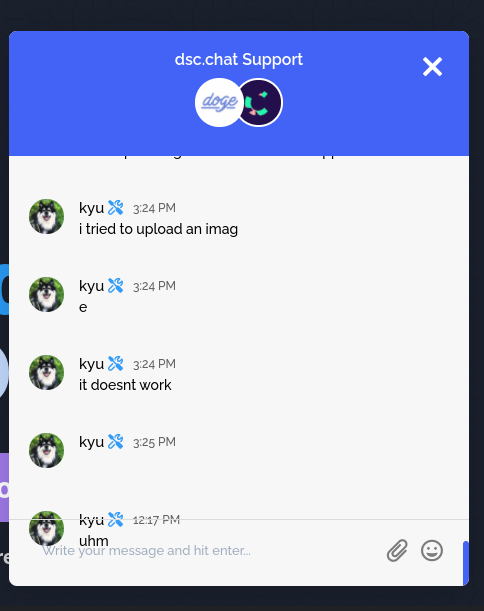 dsc.chat Support
doge
kyu 3:24 PM
i tried to upload an imag
kyu 3:24 PM
e
kyu 3:24 PM
it doesnt work
kyu 3:25 PM
kyu 12:17 PM
uhm
Write your message and hit enter...